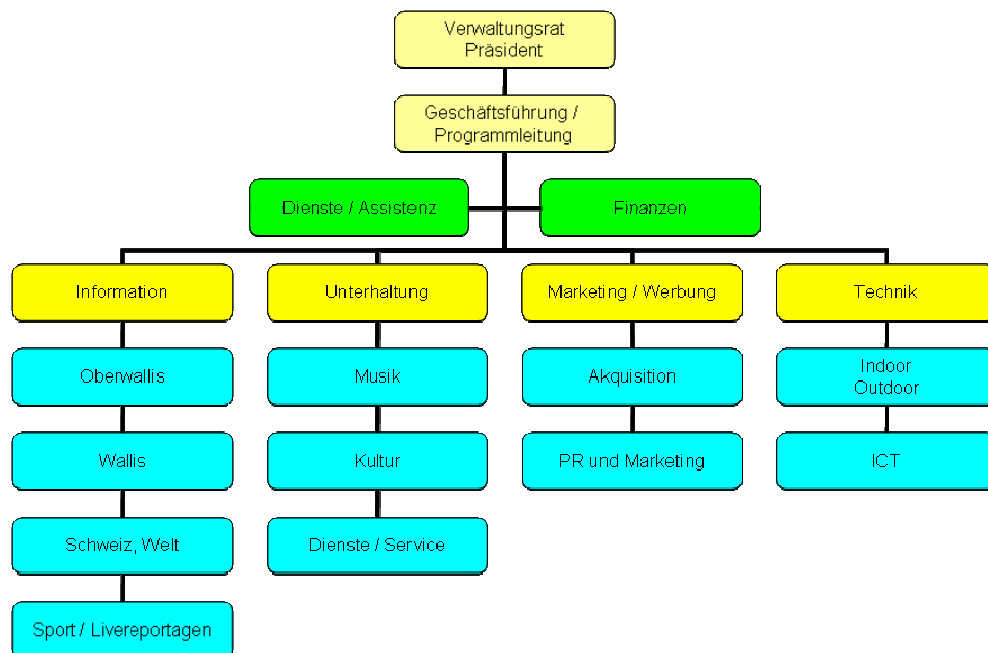 Verwaltungsrat
Präsident
Geschäftsführung /
Programmleitung
Dienste / Assistenz
Finanzen
Information
Unterhaltung
Marketing / Werbung
Technik
Oberwallis
Musik
Akquisition
Indoor
Outdoor
Wallis
Kultur
PR und Marketing
ICT
Schweiz, Welt
Dienste / Service
Sport / Livereportagen